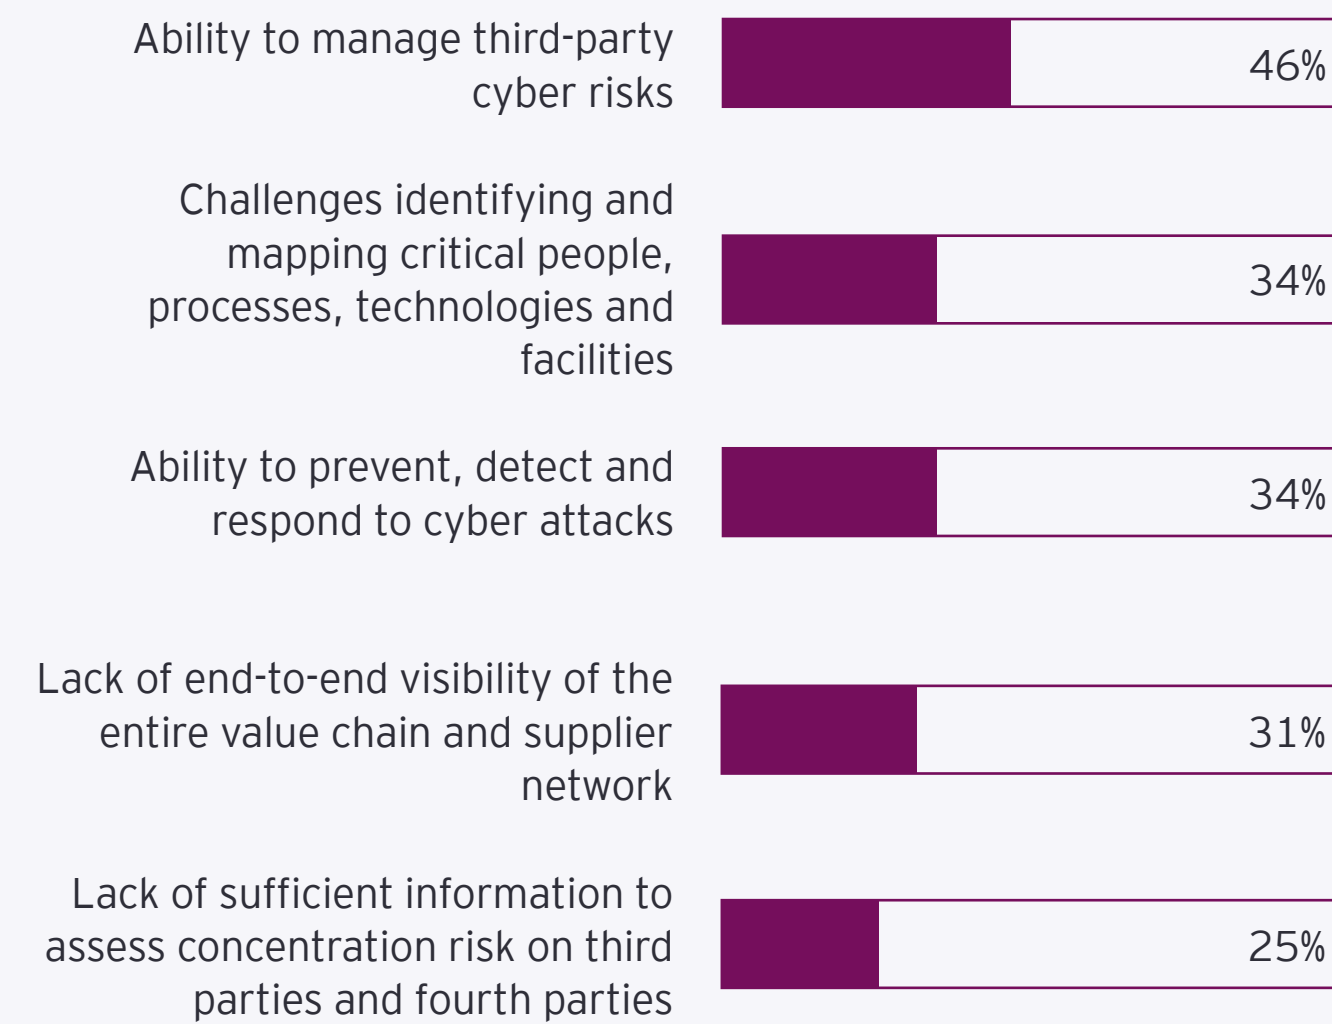 Ability to manage third-party
cyber risks
46%
Challenges identifying and
mapping critical people,
processes, technologies and
facilities
34%
Ability to prevent, detect and
respond to cyber attacks
34%
Lack of end-to-end visibility of the
entire value chain and supplier
network
31%
Lack of sufficient information to
assess concentration risk on third
parties and fourth parties
25%